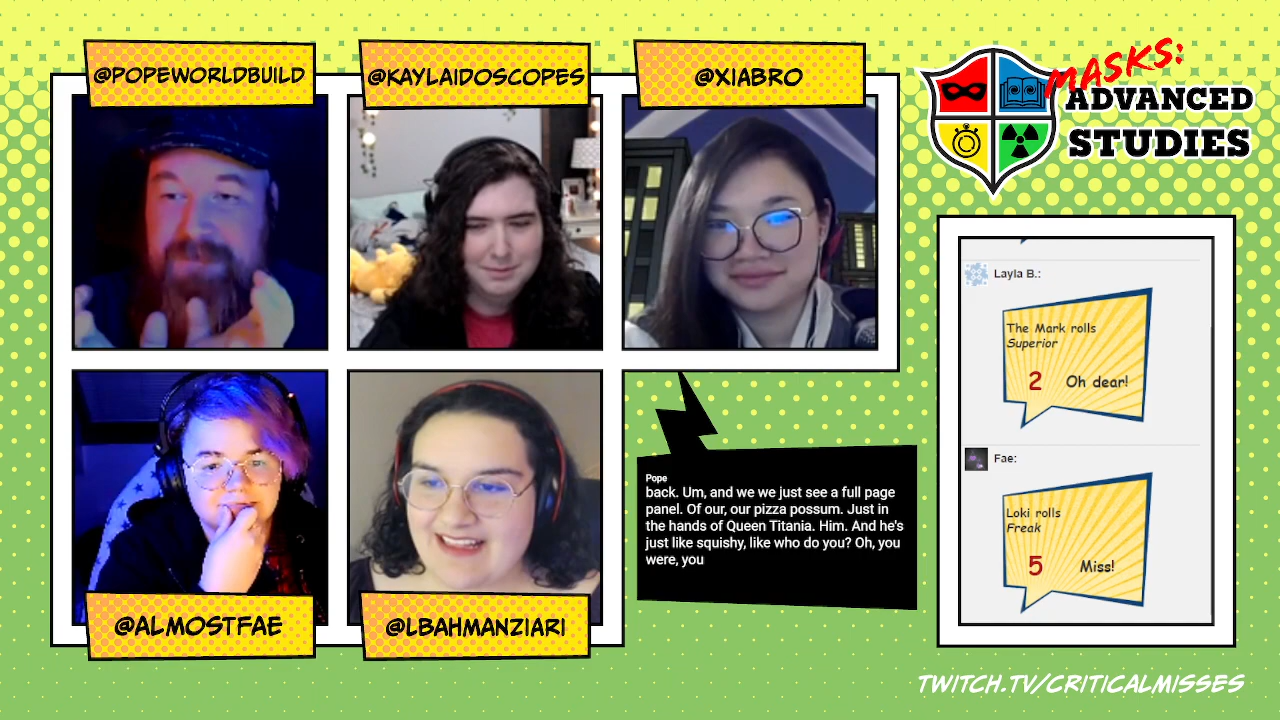 @POPEWORLDBUILD
@KAYLAIDOSCOPES
@XIABRO
MASKS:
ADVANCED
STUDIES
@ALMOSTFAE
@LBAHMANZIARI
Pope
back. Um, and we we just see a full page
panel. Of our, our pizza possum. Just in
the hands of Queen Titania. Him. And he's
just like squishy, like who do you? Oh, you
were, you
Layla B.:
The Mark rolls
Superior
2 Oh dear!
Fae:
Loki rolls
Freak
5 Miss!
TWITCH.TV/CRITICALMISSES